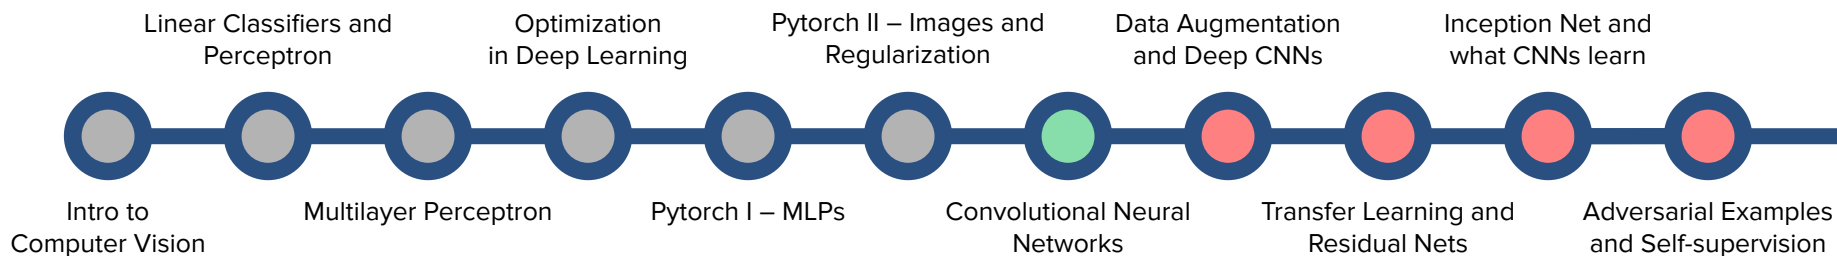 Linear Classifiers and
Perceptron
Optimization
in Deep Learning
Pytorch II – Images and
Regularization
Data Augmentation
and Deep CNNs
Inception Net and
what CNNs learn
Intro to
Computer Vision
Multilayer Perceptron
Pytorch I – MLPs
Convolutional Neural
Networks
Transfer Learning and
Residual Nets
Adversarial Examples
and Self-supervision